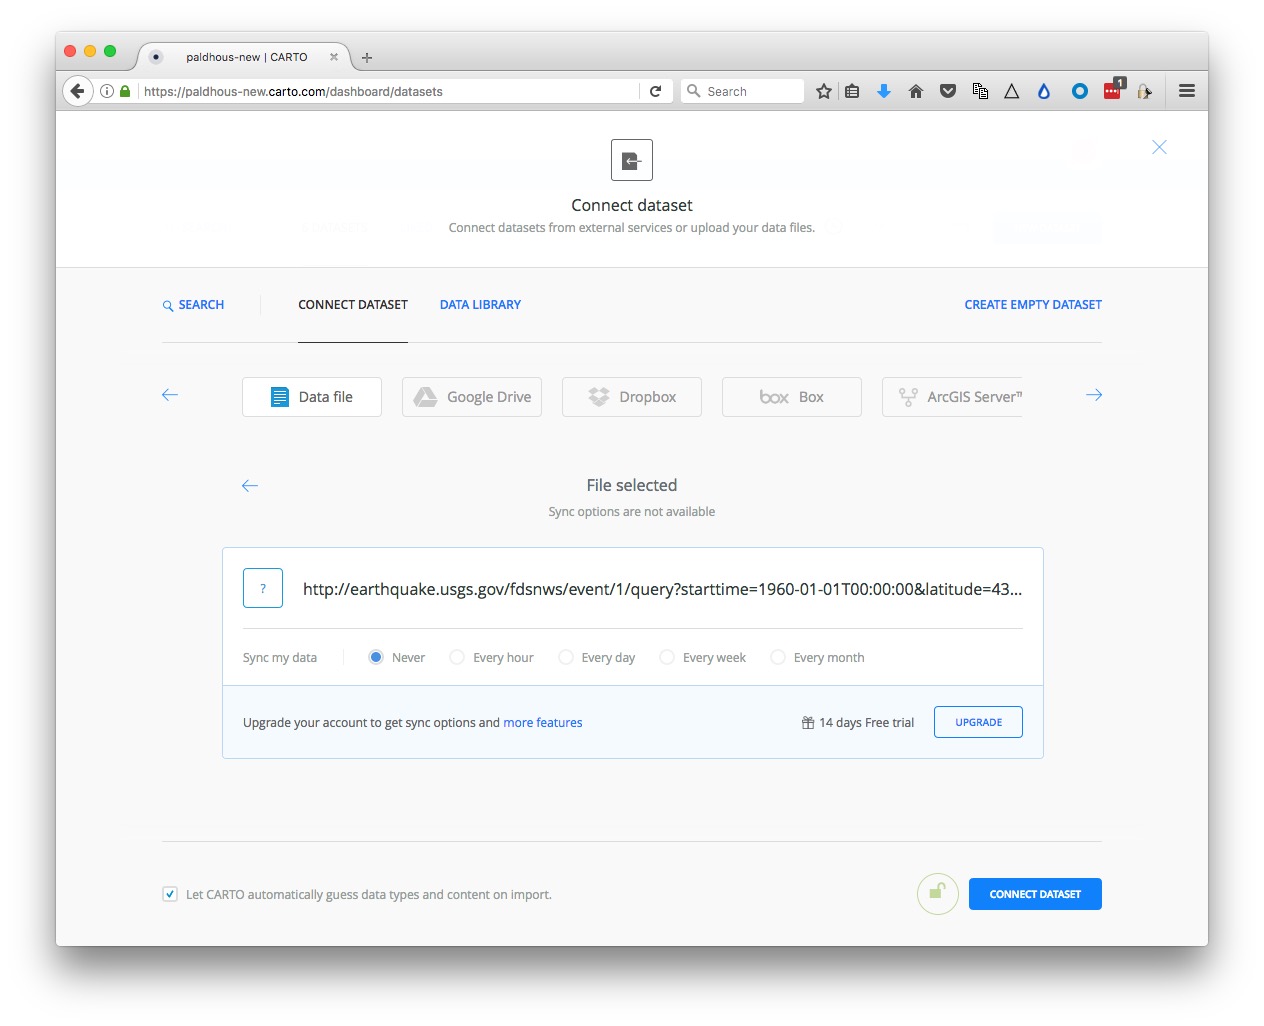 paldhous-new | CARTO
https://paldhous-new.carto.com/dashboard/datasets
Search
1
Connect dataset
Connect datasets from external services or upload your data files.
SEARCH
CONNECT DATASET
DATA LIBRARY
CREATE EMPTY DATASET
Data file
Google Drive
Dropbox
box Box
ArcGIS Server™
File selected
Sync options are not available
?
http://earthquake.usgs.gov/fdsnws/event/1/query?starttime=1960-01-01T00:00:00&latitude=43...
Sync my data
Never
Every hour
Every day
Every week
Every month
Upgrade your account to get sync options and more features
14 days Free trial
UPGRADE
Let CARTO automatically guess data types and content on import.
CONNECT DATASET